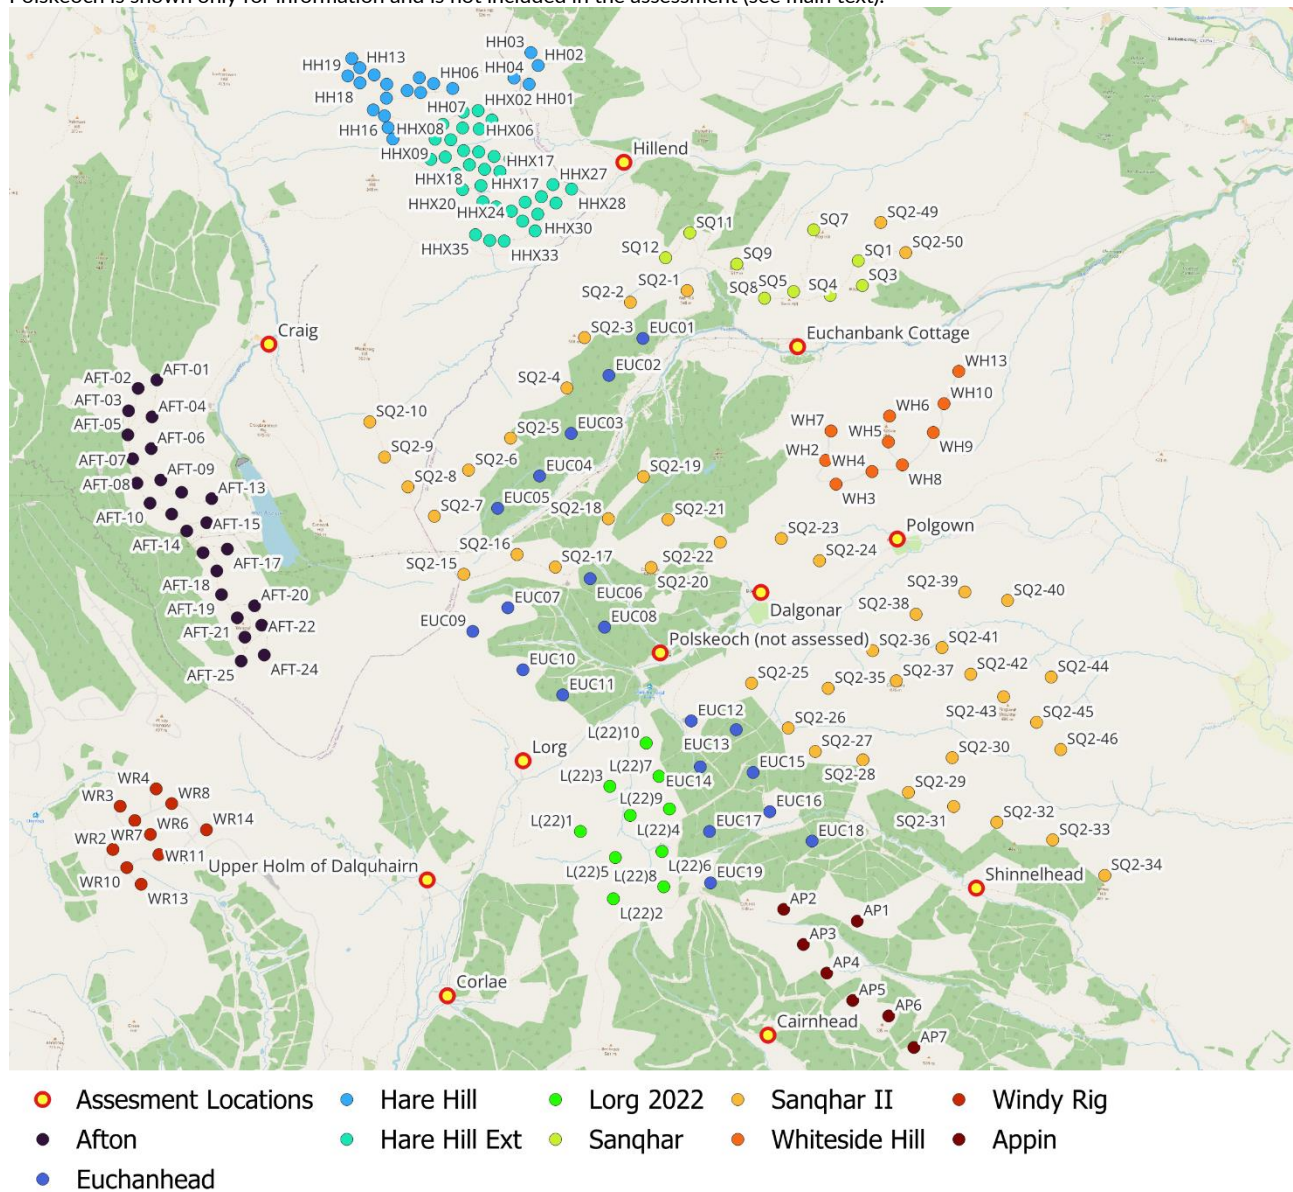 Polskeoch is shown only for information and is not included in the assessment (see main text).
HH03
HH13
HH02
HH19
HH04
HH06
HH18
HHX02
HH01
HH07
HH16
HHX08
HHX06
Hillend
HHX09
HHX17
HHX18
HHX17
HHX27
HHX20
HHX24
HHX28
HHX30
HHX35
HHX33
SQ11
SQ7
SQ2-49
SQ12
SQ9
SQ1
SQ2-50
SQ2-1
SQ8
SQ5
SQ4
SQ3
SQ2-2
SQ2-3
EUC01
Craig
Euchanbank Cottage
EUC02
WH13
AFT-01
AFT-02
SQ2-4
WH10
AFT-03
AFT-04
SQ2-10
WH7
WH6
AFT-05
SQ2-5
EUC03
WH5
WH9
AFT-06
SQ2-9
WH2
WH4
AFT-07
SQ2-6
EUC04
SQ2-19
WH8
AFT-09
SQ2-8
AFT-08
AFT-13
EUC05
WH3
SQ2-7
AFT-10
SQ2-18
SQ2-21
AFT-15
SQ2-23
Polgown
AFT-14
SQ2-16
SQ2-17
SQ2-22
SQ2-24
AFT-17
SQ2-15
SQ2-20
AFT-18
EUC06
SQ2-39
SQ2-40
AFT-20
EUC07
SQ2-38
AFT-19
EUC09
EUC08
Dalgonar
AFT-22
AFT-21
Polskeoch (not assessed)
SQ2-36
SQ2-41
AFT-24
EUC10
SQ2-25
SQ2-35
SQ2-37
SQ2-42
SQ2-44
AFT-25
EUC11
EUC12
SQ2-26
SQ2-43
SQ2-45
L(22)10
EUC13
Lorg
SQ2-27
SQ2-30
SQ2-46
L(22)7
L(22)3
EUC14
EUC15
SQ2-28
WR4
WR8
SQ2-29
WR3
L(22)9
EUC16
WR6
WR14
L(22)1
L(22)4
EUC17
SQ2-31
SQ2-32
WR2
WR7
EUC18
SQ2-33
WR11
Upper Holm of Dalquhairn
L(22)5
L(22)6
EUC19
Shinnelhead
SQ2-34
WR10
L(22)8
WR13
L(22)2
AP2
AP1
AP3
AP4
Corlae
AP5
AP6
Cairnhead
AP7
Assesment Locations
Hare Hill
Lorg 2022
Sanqhar II
Windy Rig
Afton
Hare Hill Ext
Sanqhar
Whiteside Hill
Appin
Euchanhead